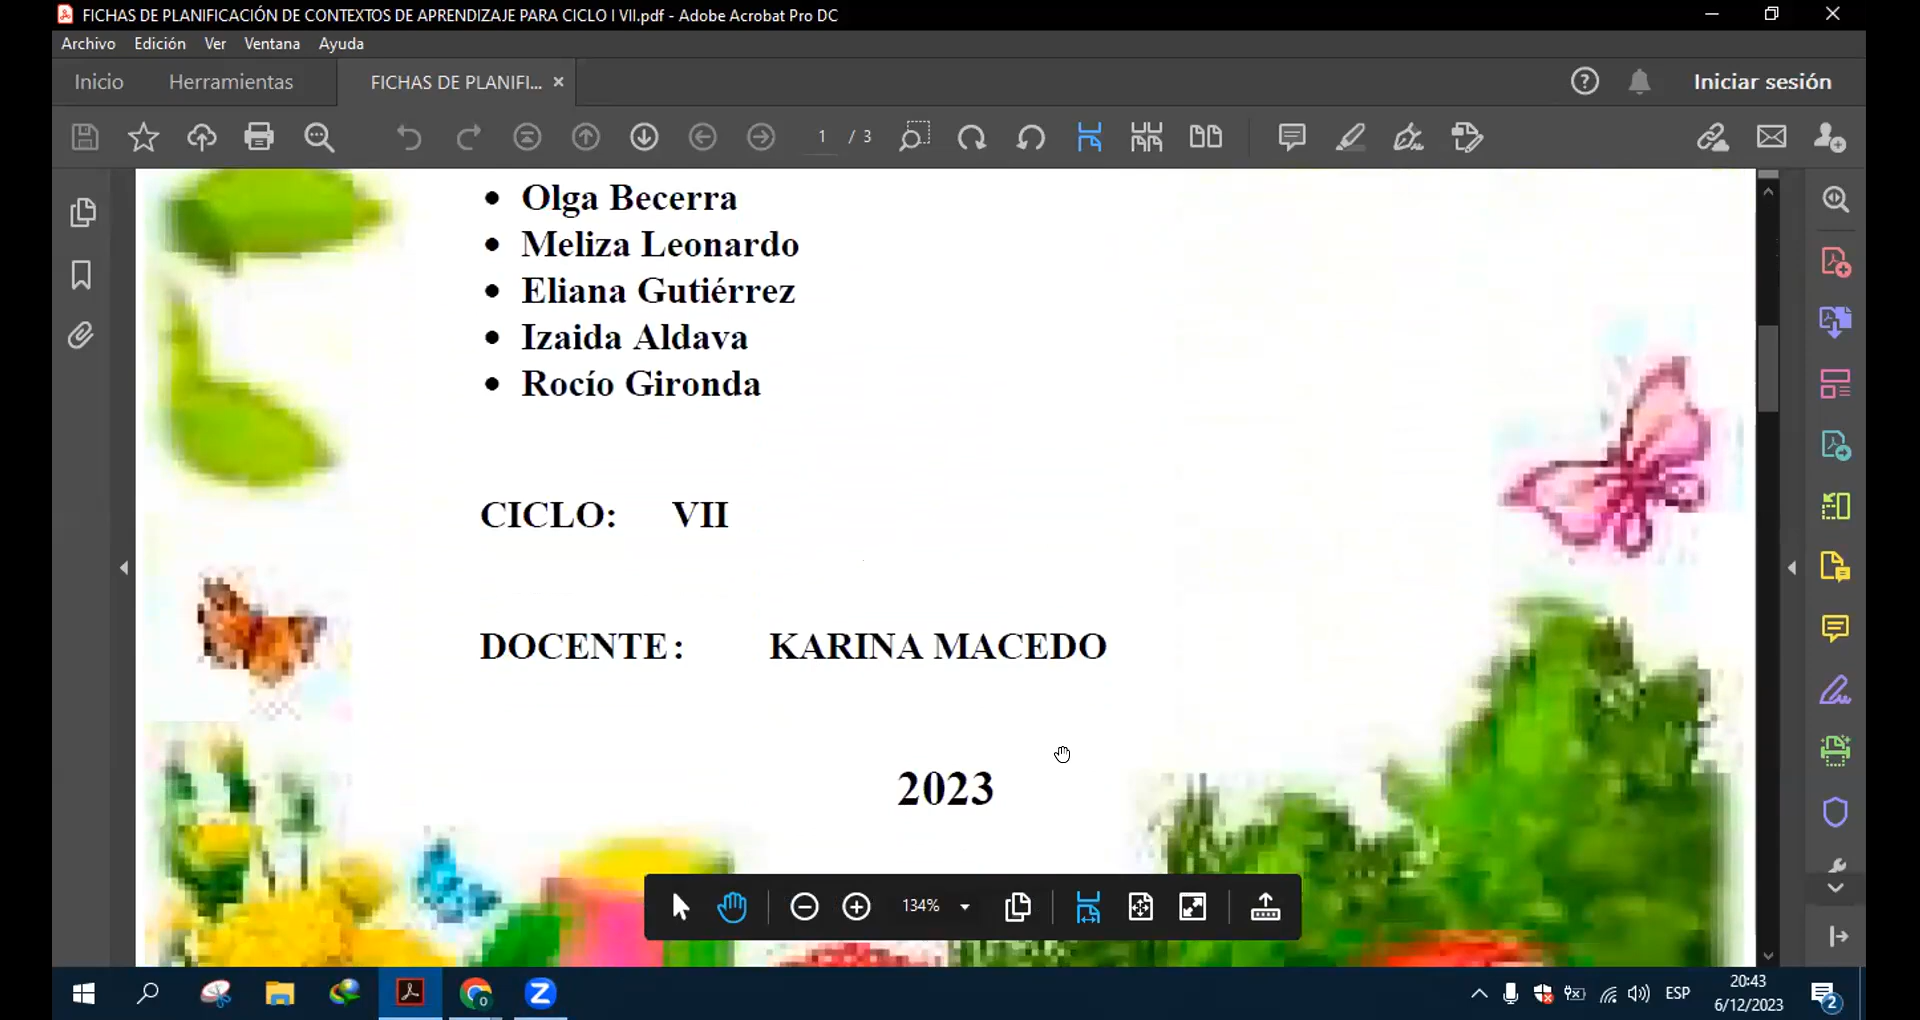 FICHAS DE PLANIFICACIÓN DE CONTEXTOS DE APRENDIZAJE PARA CICLO I VII.pdf - Adobe Acrobat Pro DC
Archivo Edición Ver Ventana Ayuda
Inicio Herramientas FICHAS DE PLANIFI... Iniciar sesión
1 / 3
• Olga Becerra
• Meliza Leonardo
• Eliana Gutiérrez
• Izaida Aldava
• Rocío Gironda
CICLO: VII
DOCENTE : KARINA MACEDO
2023
134%
ESP
20:43
6/12/2023
2